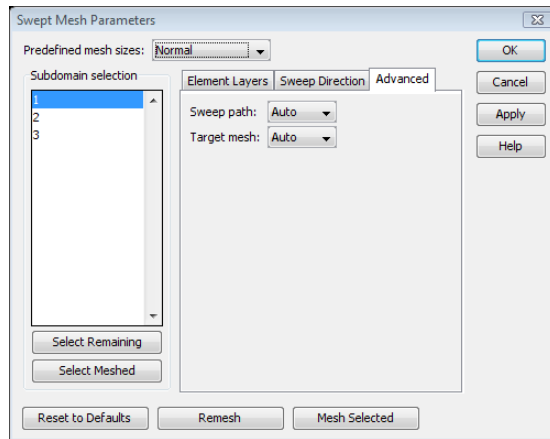 Swept Mesh Parameters
Predefined mesh sizes: Normal
OK
Subdomain selection
Element Layers Sweep Direction Advanced
Cancel
1
2
3
Sweep path: Auto
Target mesh: Auto
Apply
Help
Select Remaining
Select Meshed
Reset to Defaults Remesh Mesh Selected